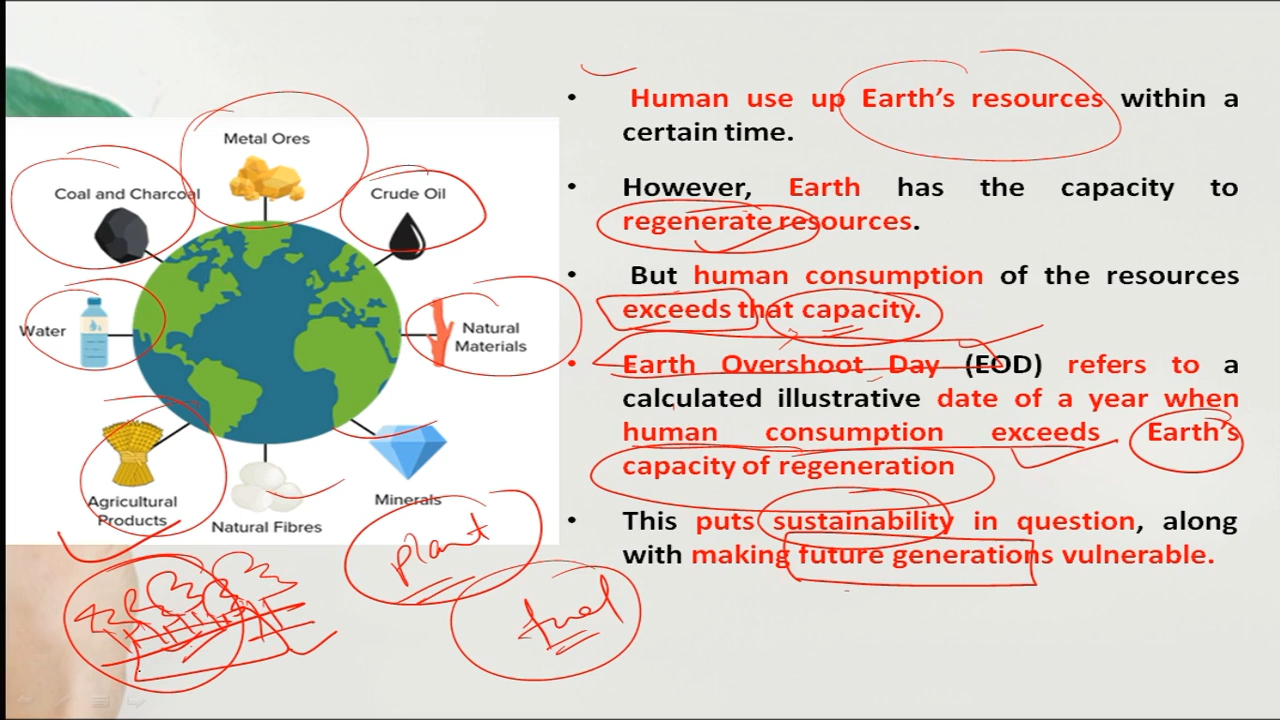 Metal Ores
Coal and Charcoal
Crude Oil
Water
Natural
Materials
Agricultural
Products
Natural Fibres
Minerals
plant
fuel
• Human use up Earth's resources within a
certain time.
• However, Earth has the capacity to
regenerate resources.
• But human consumption of the resources
exceeds that capacity.
• Earth Overshoot Day (EOD) refers to a
calculated illustrative date of a year when
human consumption exceeds Earth's
capacity of regeneration
• This puts sustainability in question, along
with making future generations vulnerable.